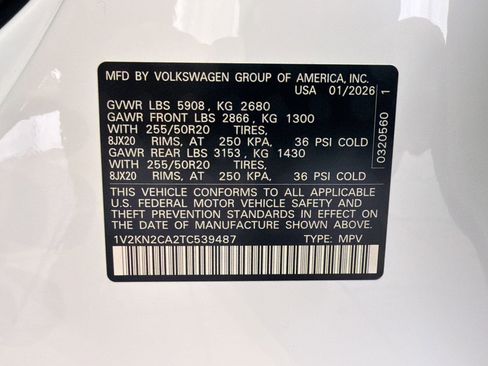 MFD BY VOLKSWAGEN GROUP OF AMERICA, INC.
USA 01/2026
GVWR LBS 5908, KG 2680
GAWR FRONT LBS 2866, KG 1300
WITH 255/50R20 TIRES,
8JX20 RIMS, AT 250 KPA, 36 PSI COLD
GAWR REAR LBS 3153, KG 1430
WITH 255/50R20 TIRES,
8JX20 RIMS, AT 250 KPA, 36 PSI COLD
THIS VEHICLE CONFORMS TO ALL APPLICABLE
U.S. FEDERAL MOTOR VEHICLE SAFETY AND
THEFT PREVENTION STANDARDS IN EFFECT ON
THE DATE OF MANUFACTURE SHOWN ABOVE.
1V2KN2CA2TC539487 TYPE: MPV
0320560 1